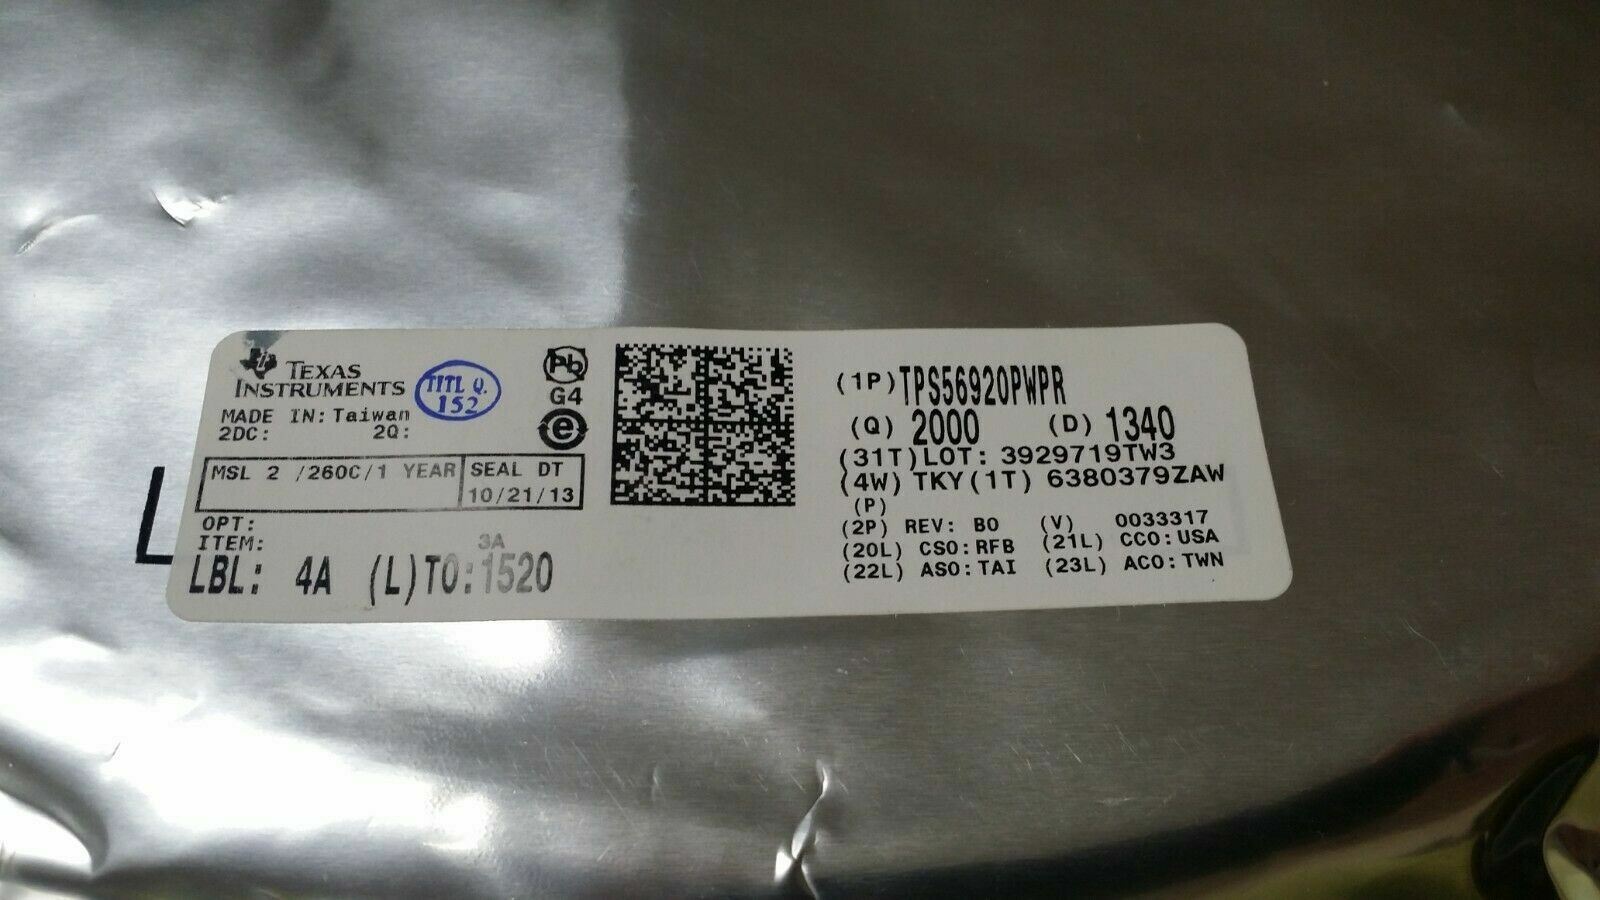 TEXAS
INSTRUMENTS
TITL Q.
152
Pb
G4
e
MADE IN: Taiwan
2DC: 2Q:
MSL 2 /260C/1 YEAR
SEAL DT
10/21/13
OPT:
ITEM:
3A
LBL: 4A (L)TO:1520
(1P)TPS56920PWPR
(Q) 2000 (D) 1340
(31T)LOT: 3929719TW3
(4W) TKY(1T) 6380379ZAW
(P)
(2P) REV: B0 (V) 0033317
(20L) CSO:RFB (21L) CCO:USA
(22L) ASO:TAI (23L) ACO:TWN
L